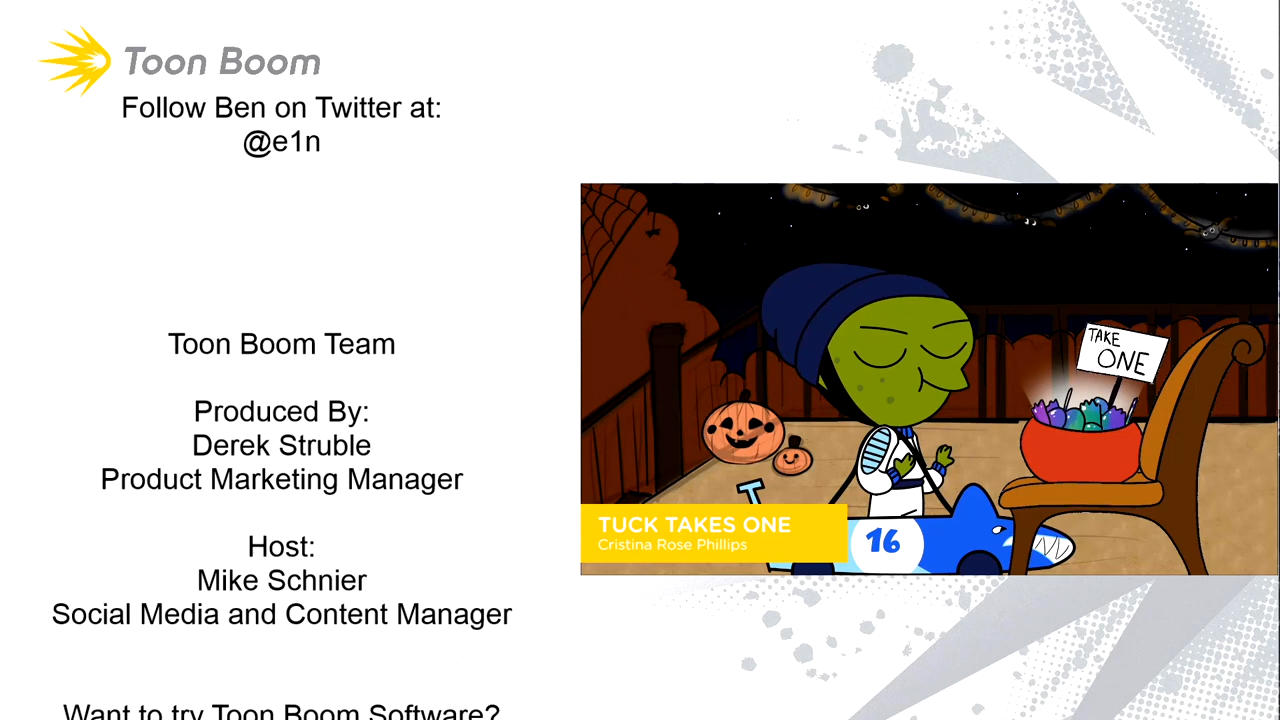 Toon Boom
Follow Ben on Twitter at:
@e1n
Toon Boom Team
Produced By:
Derek Struble
Product Marketing Manager
Host:
Mike Schnier
Social Media and Content Manager
Want to try Toon Boom Software?
TAKE
ONE
16
TUCK TAKES ONE
Cristina Rose Phillips